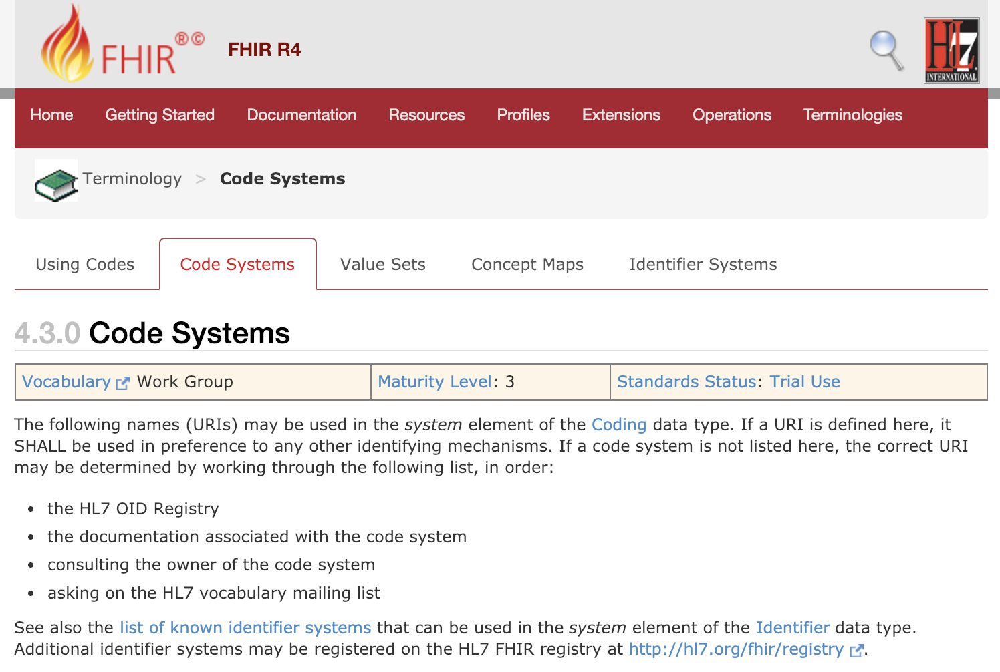 FHIR®© FHIR R4
HL7 INTERNATIONAL
Home Getting Started Documentation Resources Profiles Extensions Operations Terminologies
Terminology > Code Systems
Using Codes Code Systems Value Sets Concept Maps Identifier Systems
4.3.0 Code Systems
Vocabulary Work Group Maturity Level: 3 Standards Status: Trial Use
The following names (URIs) may be used in the system element of the Coding data type. If a URI is defined here, it
SHALL be used in preference to any other identifying mechanisms. If a code system is not listed here, the correct URI
may be determined by working through the following list, in order:
• the HL7 OID Registry
• the documentation associated with the code system
• consulting the owner of the code system
• asking on the HL7 vocabulary mailing list
See also the list of known identifier systems that can be used in the system element of the Identifier data type.
Additional identifier systems may be registered on the HL7 FHIR registry at http://hl7.org/fhir/registry.